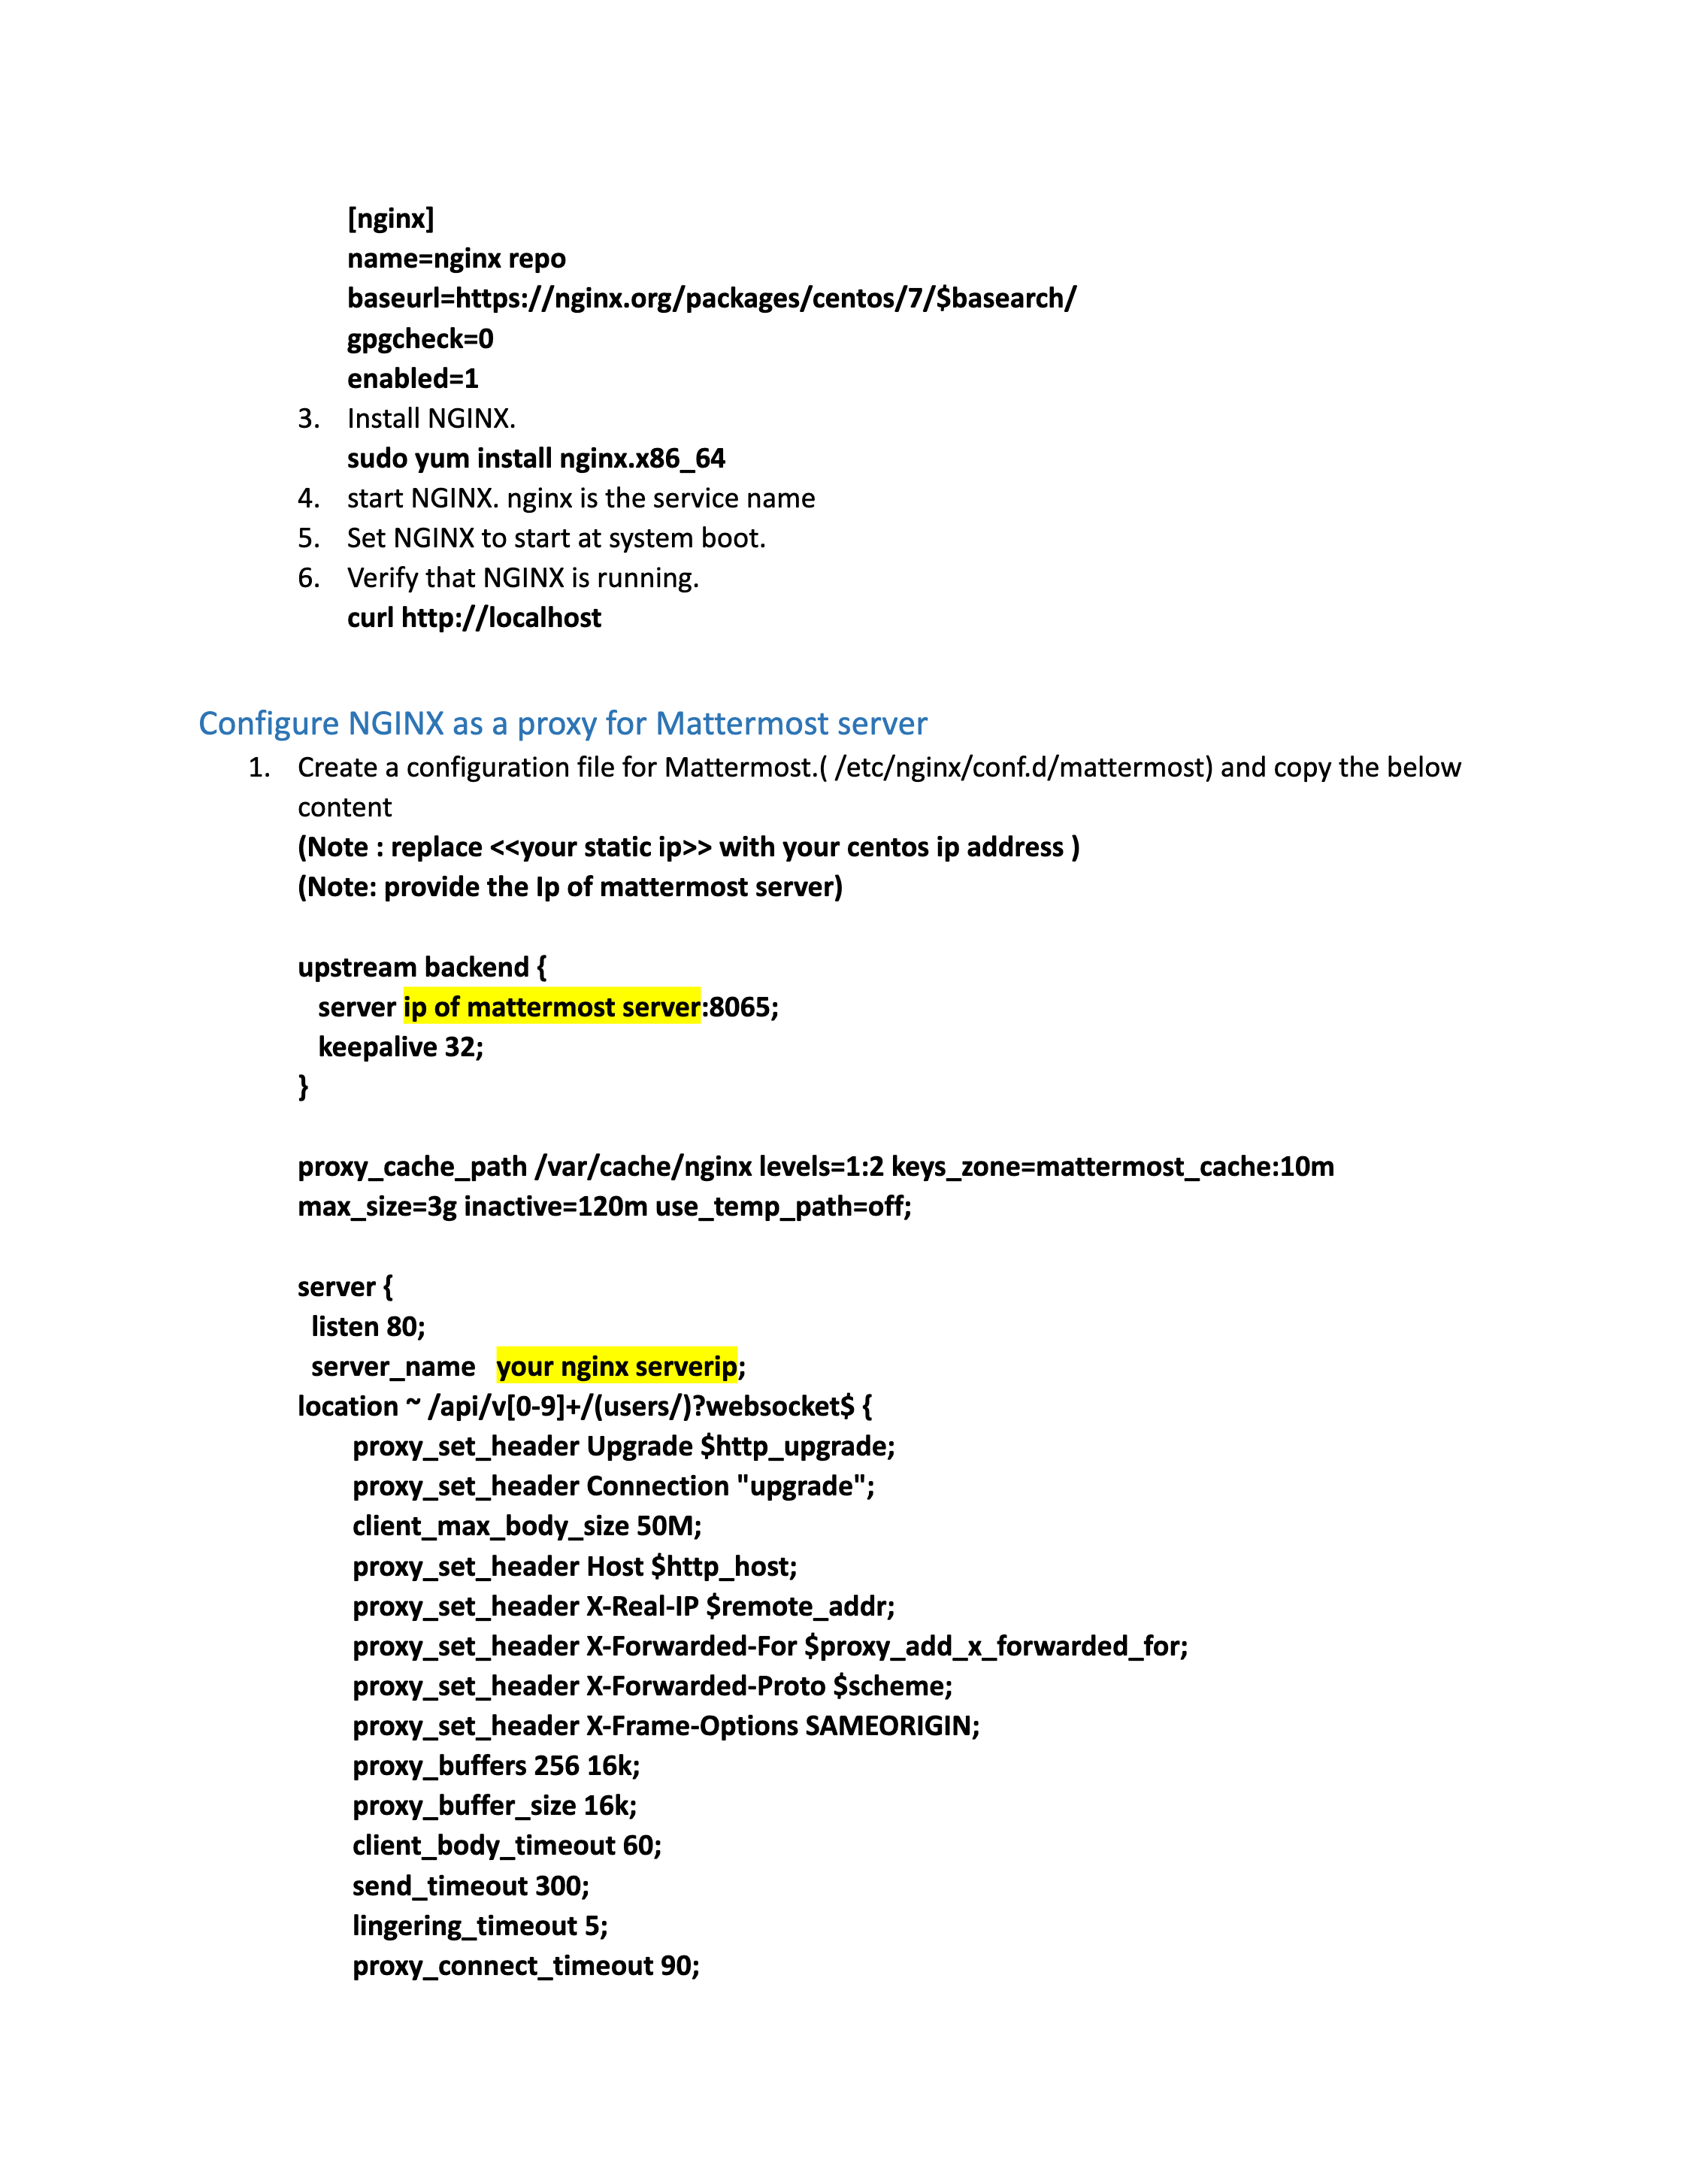 [nginx]
name=nginx repo
baseurl=https://nginx.org/packages/centos/7/$basearch/
gpgcheck=0
enabled=1
3. Install NGINX.
sudo yum install nginx.x86_64
4. start NGINX. nginx is the service name
5. Set NGINX to start at system boot.
6. Verify that NGINX is running.
curl http://localhost
Configure NGINX as a proxy for Mattermost server
1. Create a configuration file for Mattermost.( /etc/nginx/conf.d/mattermost) and copy the below
content
(Note : replace <<your static ip>> with your centos ip address )
(Note: provide the Ip of mattermost server)
upstream backend {
server ip of mattermost server:8065;
keepalive 32;
}
proxy_cache_path /var/cache/nginx levels=1:2 keys_zone=mattermost_cache:10m
max_size=3g inactive=120m use_temp_path=off;
server {
listen 80;
server_name your nginx serverip;
location ~ /api/v[0-9]+/(users/)?websocket$ {
proxy_set_header Upgrade $http_upgrade;
proxy_set_header Connection "upgrade";
client_max_body_size 50M;
proxy_set_header Host $http_host;
proxy_set_header X-Real-IP $remote_addr;
proxy_set_header X-Forwarded-For $proxy_add_x_forwarded_for;
proxy_set_header X-Forwarded-Proto $scheme;
proxy_set_header X-Frame-Options SAMEORIGIN;
proxy_buffers 256 16k;
proxy_buffer_size 16k;
client_body_timeout 60;
send_timeout 300;
lingering_timeout 5;
proxy_connect_timeout 90;